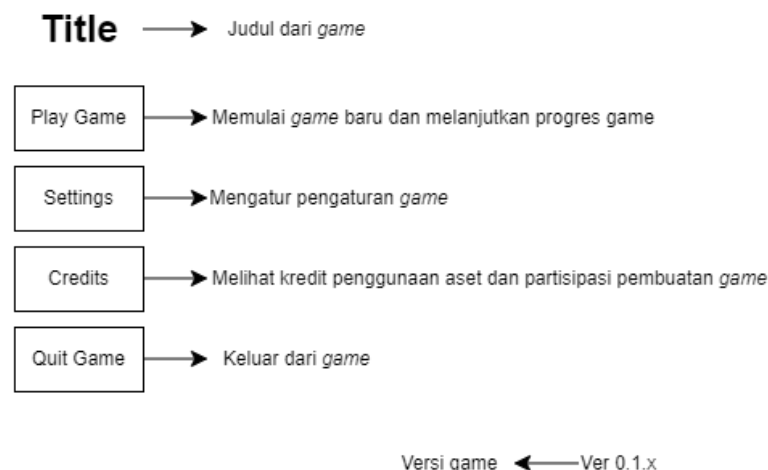 Title Judul dari game
Play Game Memulai game baru dan melanjutkan progres game
Settings Mengatur pengaturan game
Credits Melihat kredit penggunaan aset dan partisipasi pembuatan game
Quit Game Keluar dari game
Versi game Ver 0.1.x